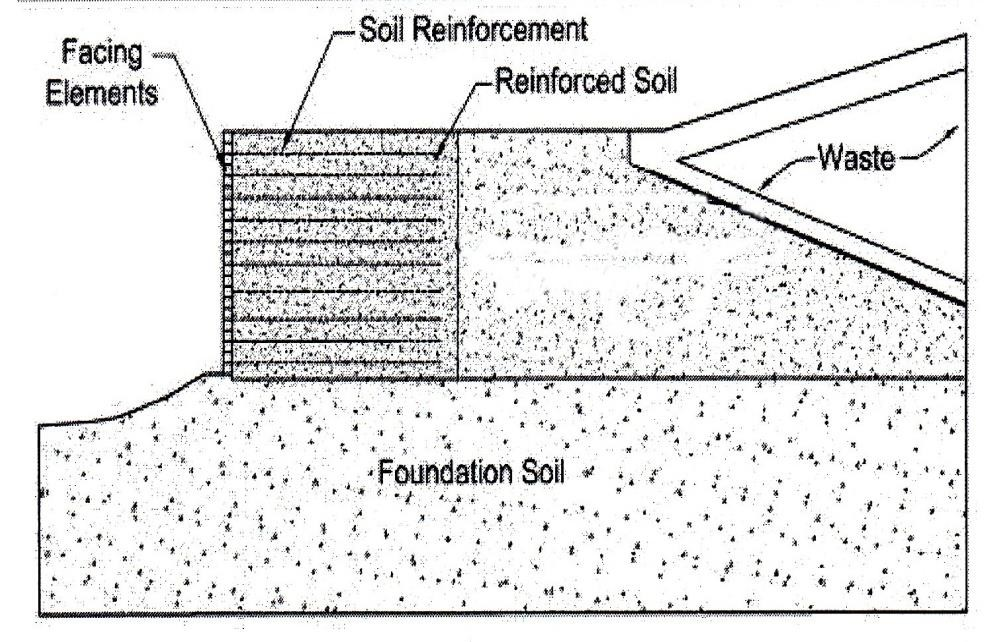 Soil Reinforcement
Facing
Elements
Reinforced Soil
Waste
Foundation Soil